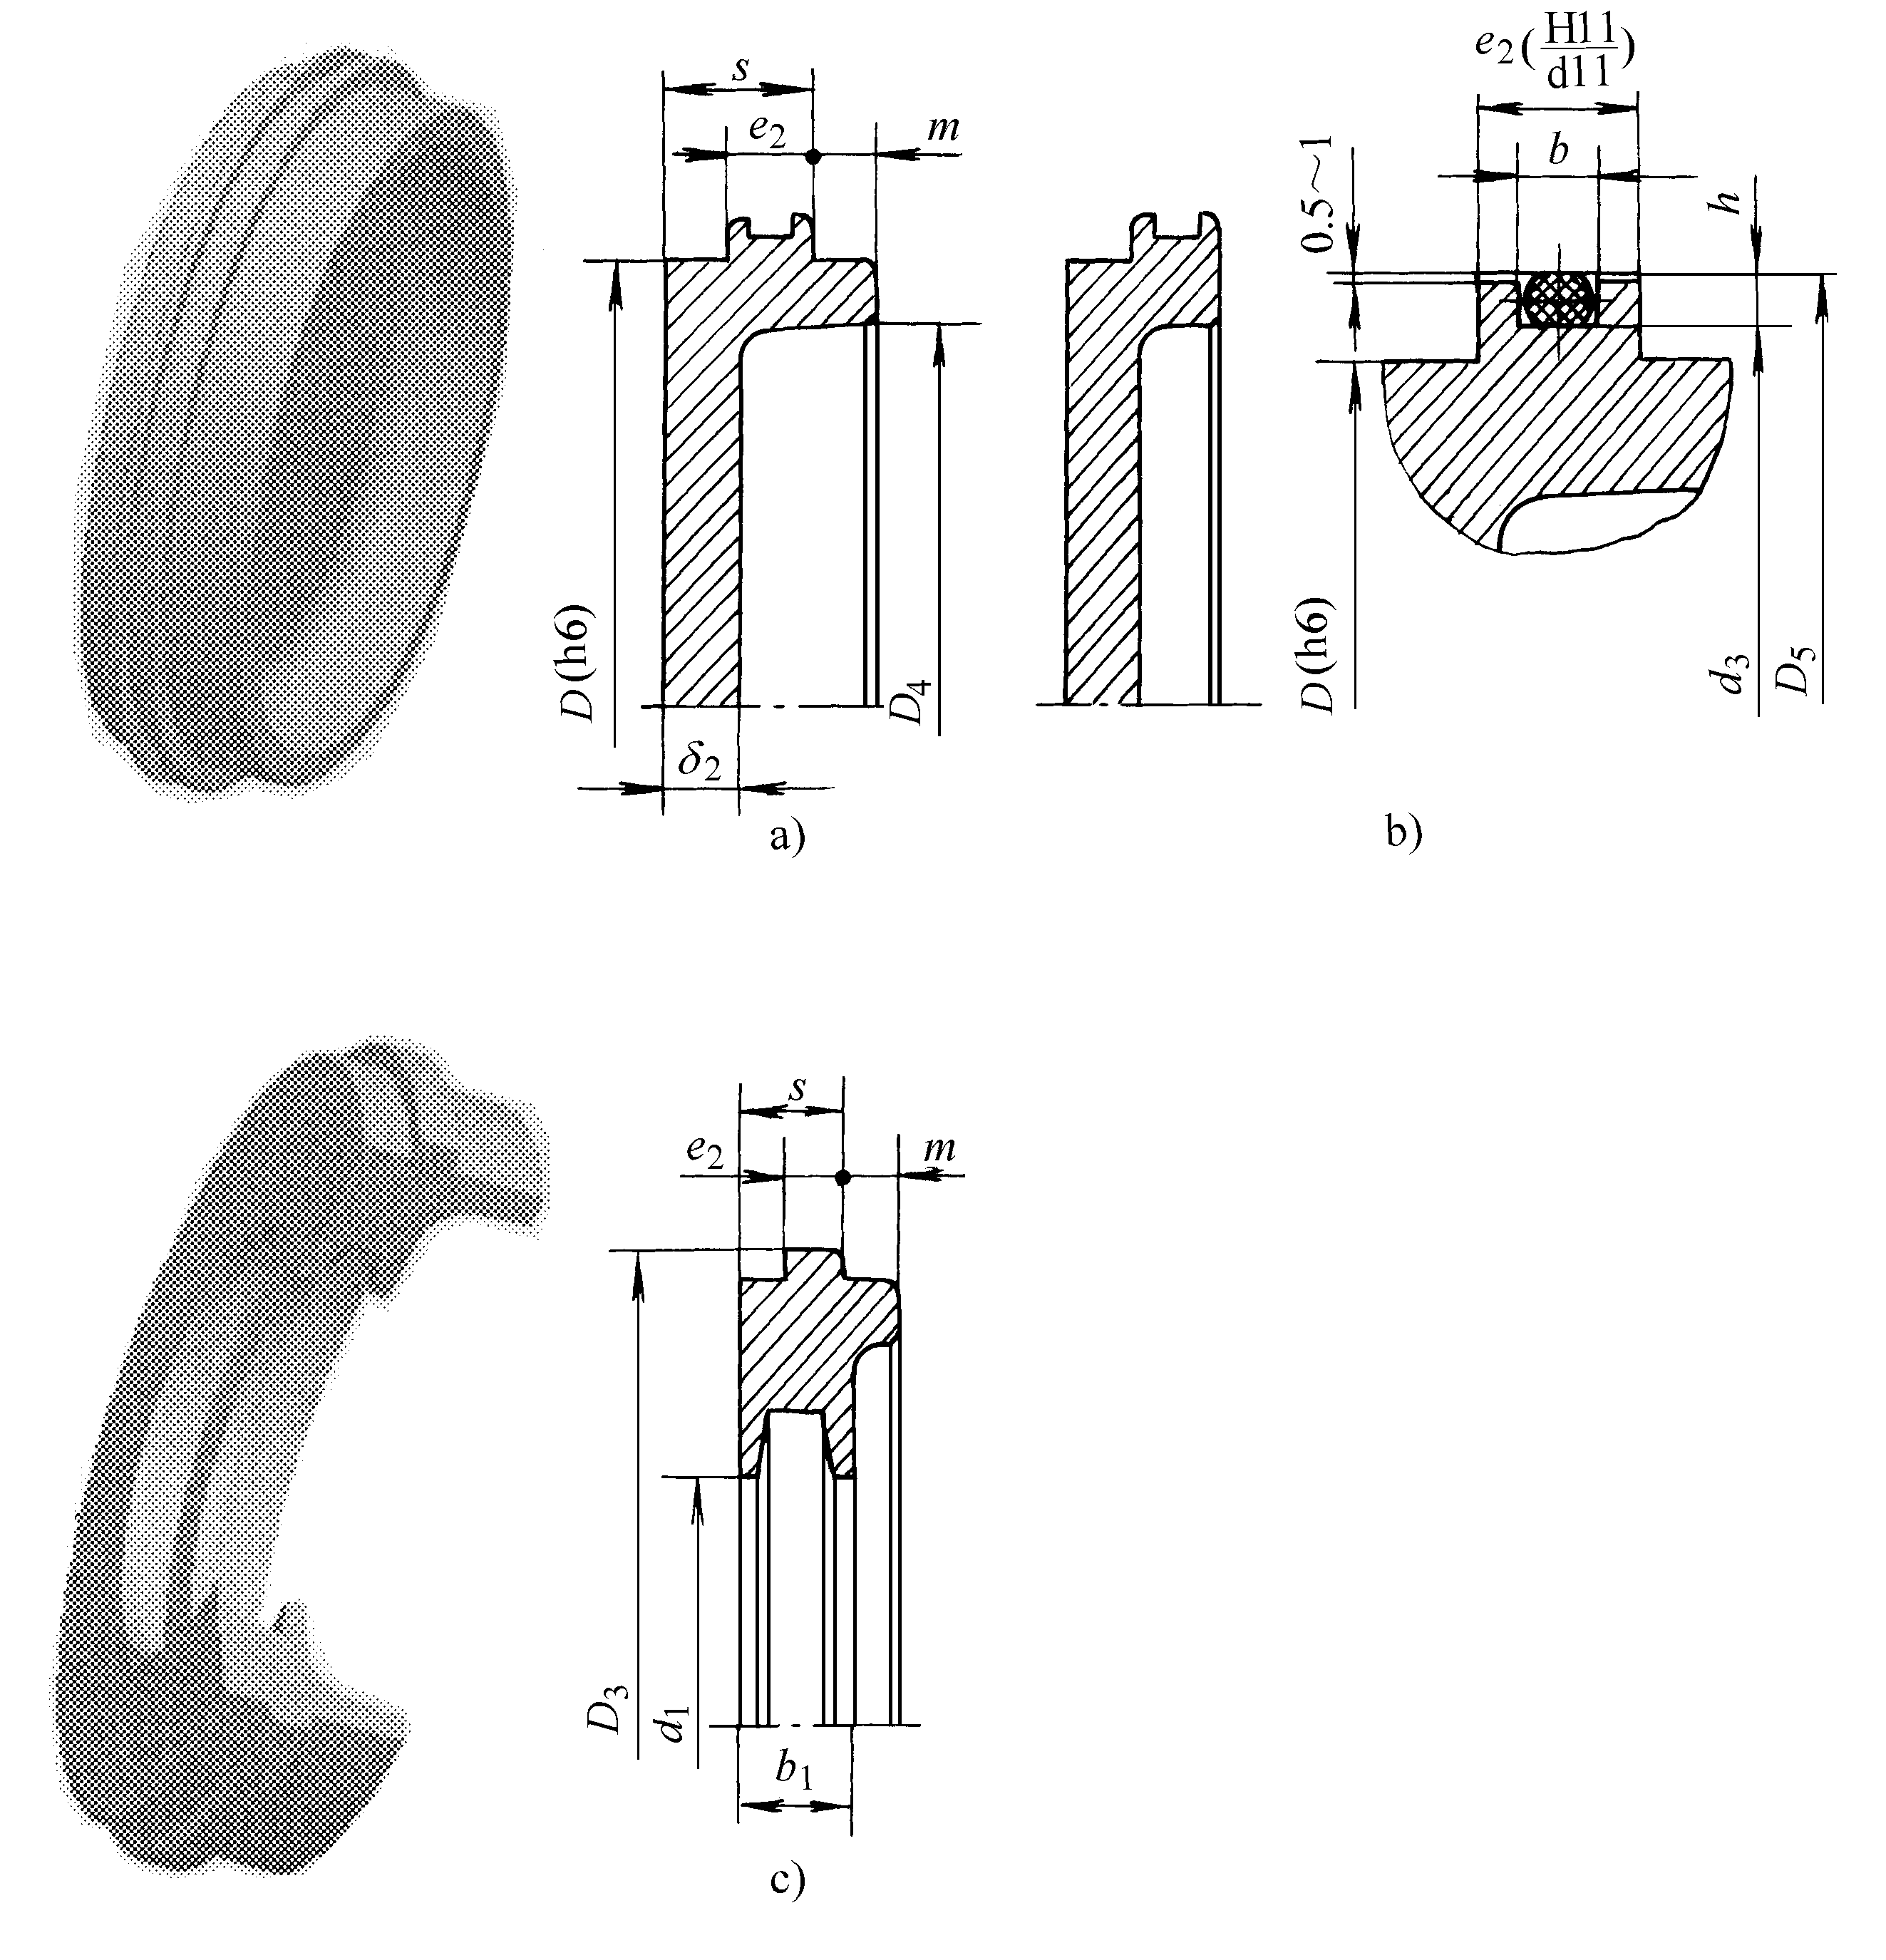 s
e2
m
D(h6)
D4
δ2
a)
e2(H11/d11)
b
0.5~1
h
D(h6)
d3
D5
b)
s
e2
m
D3
d1
b1
c)